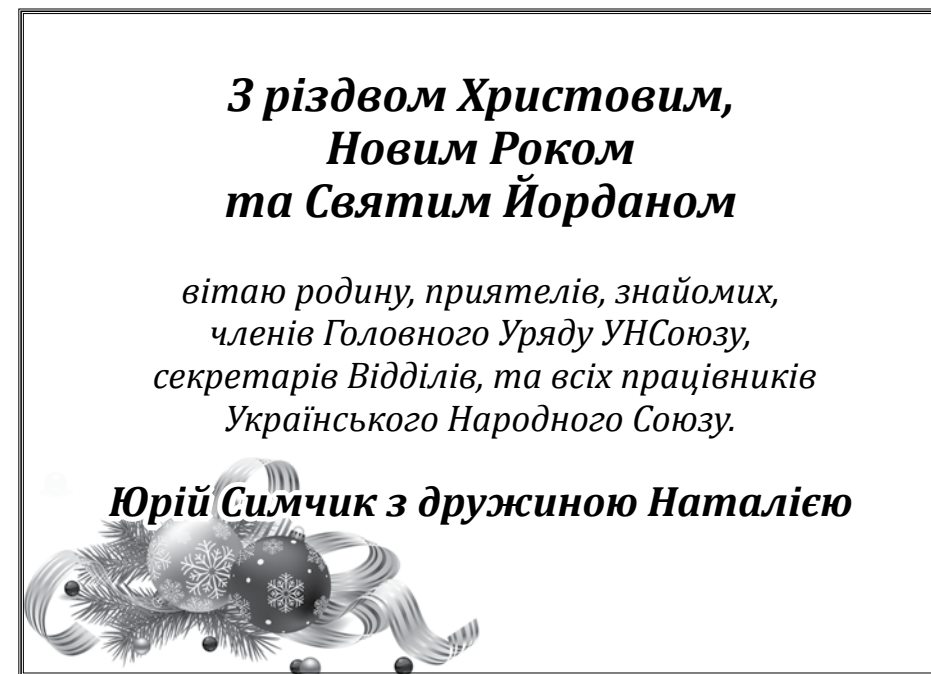 З різдвом Христовим,
Новим Роком
та Святим Йорданом
вітаю родину, приятелів, знайомих,
членів Головного Уряду УНСоюзу,
секретарів Відділів, та всіх працівників
Українського Народного Союзу.
Юрій Симчик з дружиною Наталією